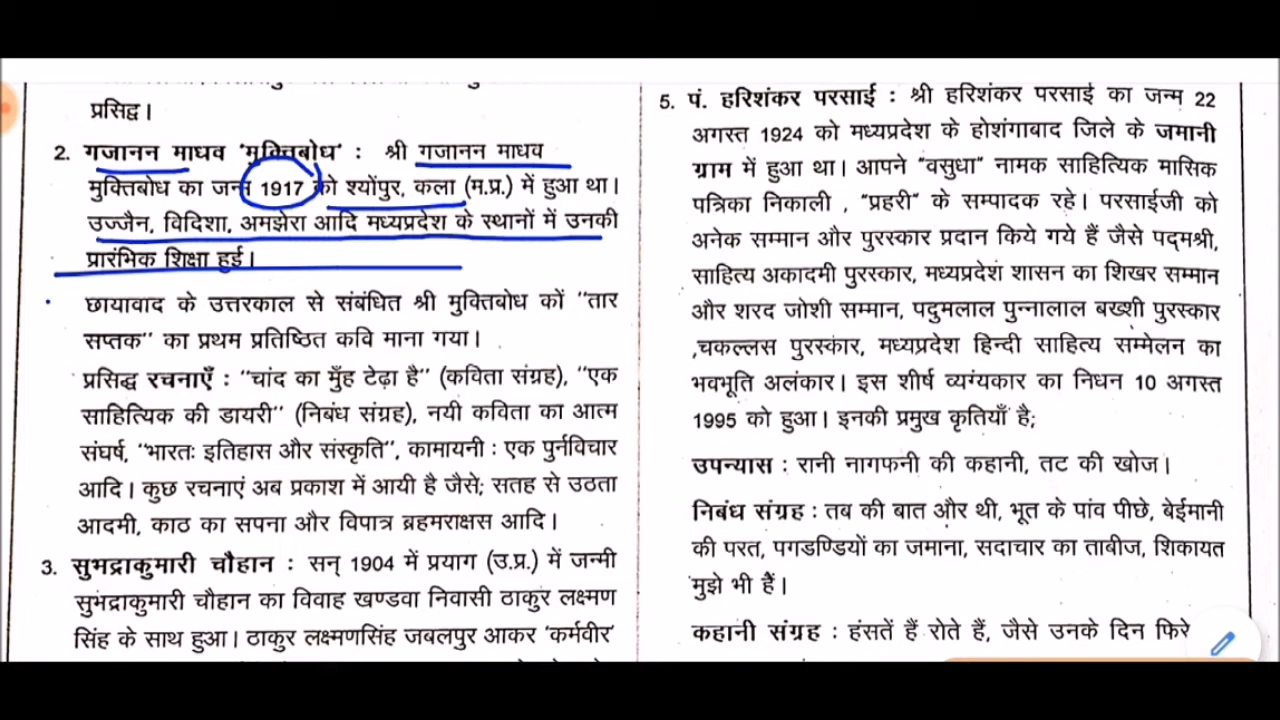 प्रसिद्व।
2. गजानन माधव 'मुक्तिबोध' : श्री गजानन माधव
मुक्तिबोध का जन्म 1917 को श्योंपुर, कला (म.प्र.) में हुआ था।
उज्जैन, विदिशा, अमझेरा आदि मध्यप्रदेश के स्थानों में उनकी
प्रारंभिक शिक्षा हुई।
छायावाद के उत्तरकाल से संबंधित श्री मुक्तिबोध कों "तार
सप्तक" का प्रथम प्रतिष्ठित कवि माना गया।
प्रसिद्ध रचनाएँ : "चांद का मुँह टेढ़ा है" (कविता संग्रह), "एक
साहित्यिक की डायरी" (निबंध संग्रह), नयी कविता का आत्म
संघर्ष, "भारतः इतिहास और संस्कृति", कामायनी : एक पुर्नविचार
आदि। कुछ रचनाएं अब प्रकाश में आयी है जैसे; सतह से उठता
आदमी, काठ का सपना और विपात्र ब्रहमराक्षस आदि।
3. सुभद्राकुमारी चौहान : सन् 1904 में प्रयाग (उ.प्र.) में जन्मी
सुभद्राकुमारी चौहान का विवाह खण्डवा निवासी ठाकुर लक्ष्मण
सिंह के साथ हुआ। ठाकुर लक्ष्मणसिंह जबलपुर आकर 'कर्मवीर'
5. पं. हरिशंकर परसाई : श्री हरिशंकर परसाई का जन्म 22
अगस्त 1924 को मध्यप्रदेश के होशंगाबाद जिले के जमानी
ग्राम में हुआ था। आपने "वसुधा" नामक साहित्यिक मासिक
पत्रिका निकाली , "प्रहरी" के सम्पादक रहे। परसाईजी को
अनेक सम्मान और पुरस्कार प्रदान किये गये हैं जैसे पद्मश्री,
साहित्य अकादमी पुरस्कार, मध्यप्रदेश शासन का शिखर सम्मान
और शरद जोशी सम्मान, पदुमलाल पुन्नालाल बख्शी पुरस्कार
,चकल्लस पुरस्कार, मध्यप्रदेश हिन्दी साहित्य सम्मेलन का
भवभूति अलंकार। इस शीर्ष व्यग्यकार का निधन 10 अगस्त
1995 को हुआ। इनकी प्रमुख कृतियाँ है;
उपन्यास : रानी नागफनी की कहानी, तट की खोज।
निबंध संग्रह : तब की बात और थी, भूत के पांव पीछे, बेईमानी
की परत, पगडण्डियों का जमाना, सदाचार का ताबीज, शिकायत
मुझे भी हैं।
कहानी संग्रह : हंसतें हैं रोते हैं, जैसे उनके दिन फिरे